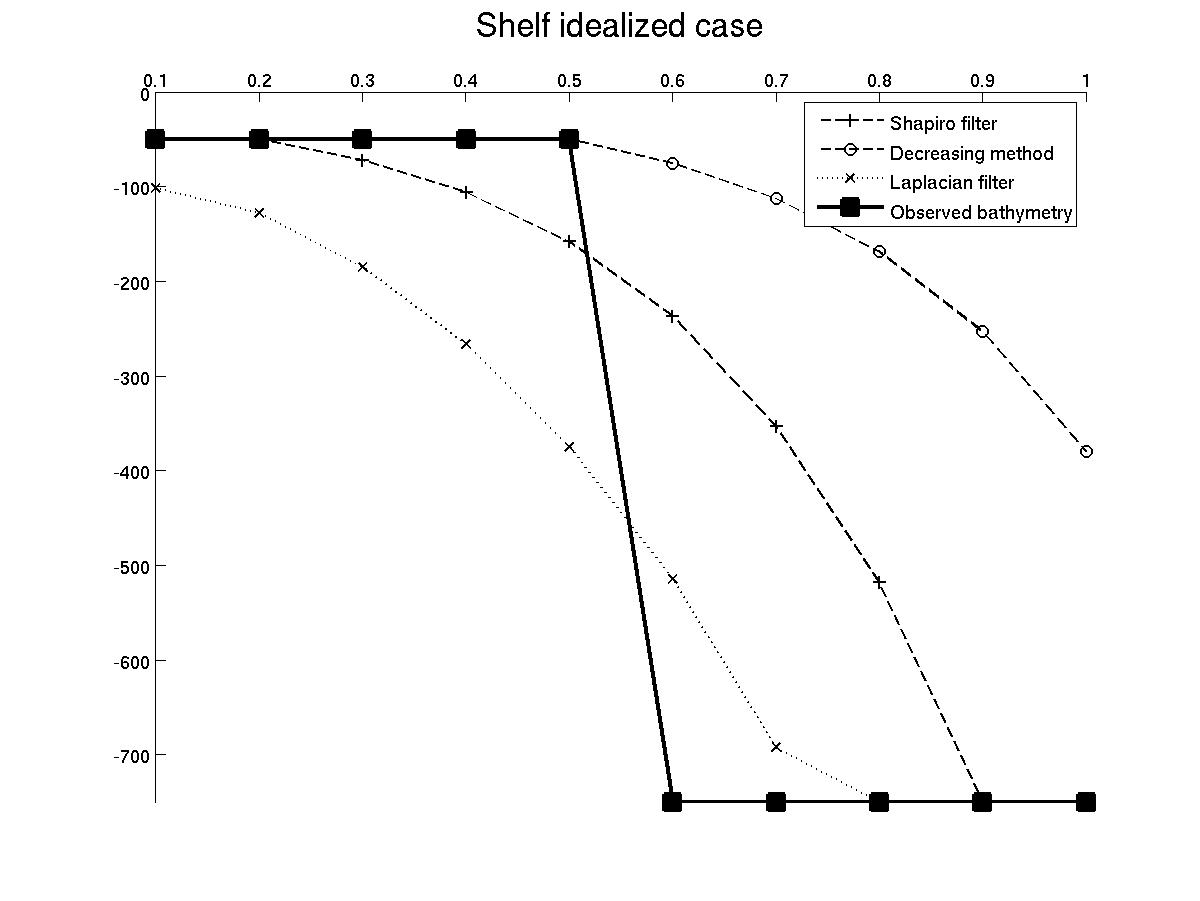 Shelf idealized case
0.1 0.2 0.3 0.4 0.5 0.6 0.7 0.8 0.9 1
0
-100
-200
-300
-400
-500
-600
-700
Shapiro filter
Decreasing method
Laplacian filter
Observed bathymetry